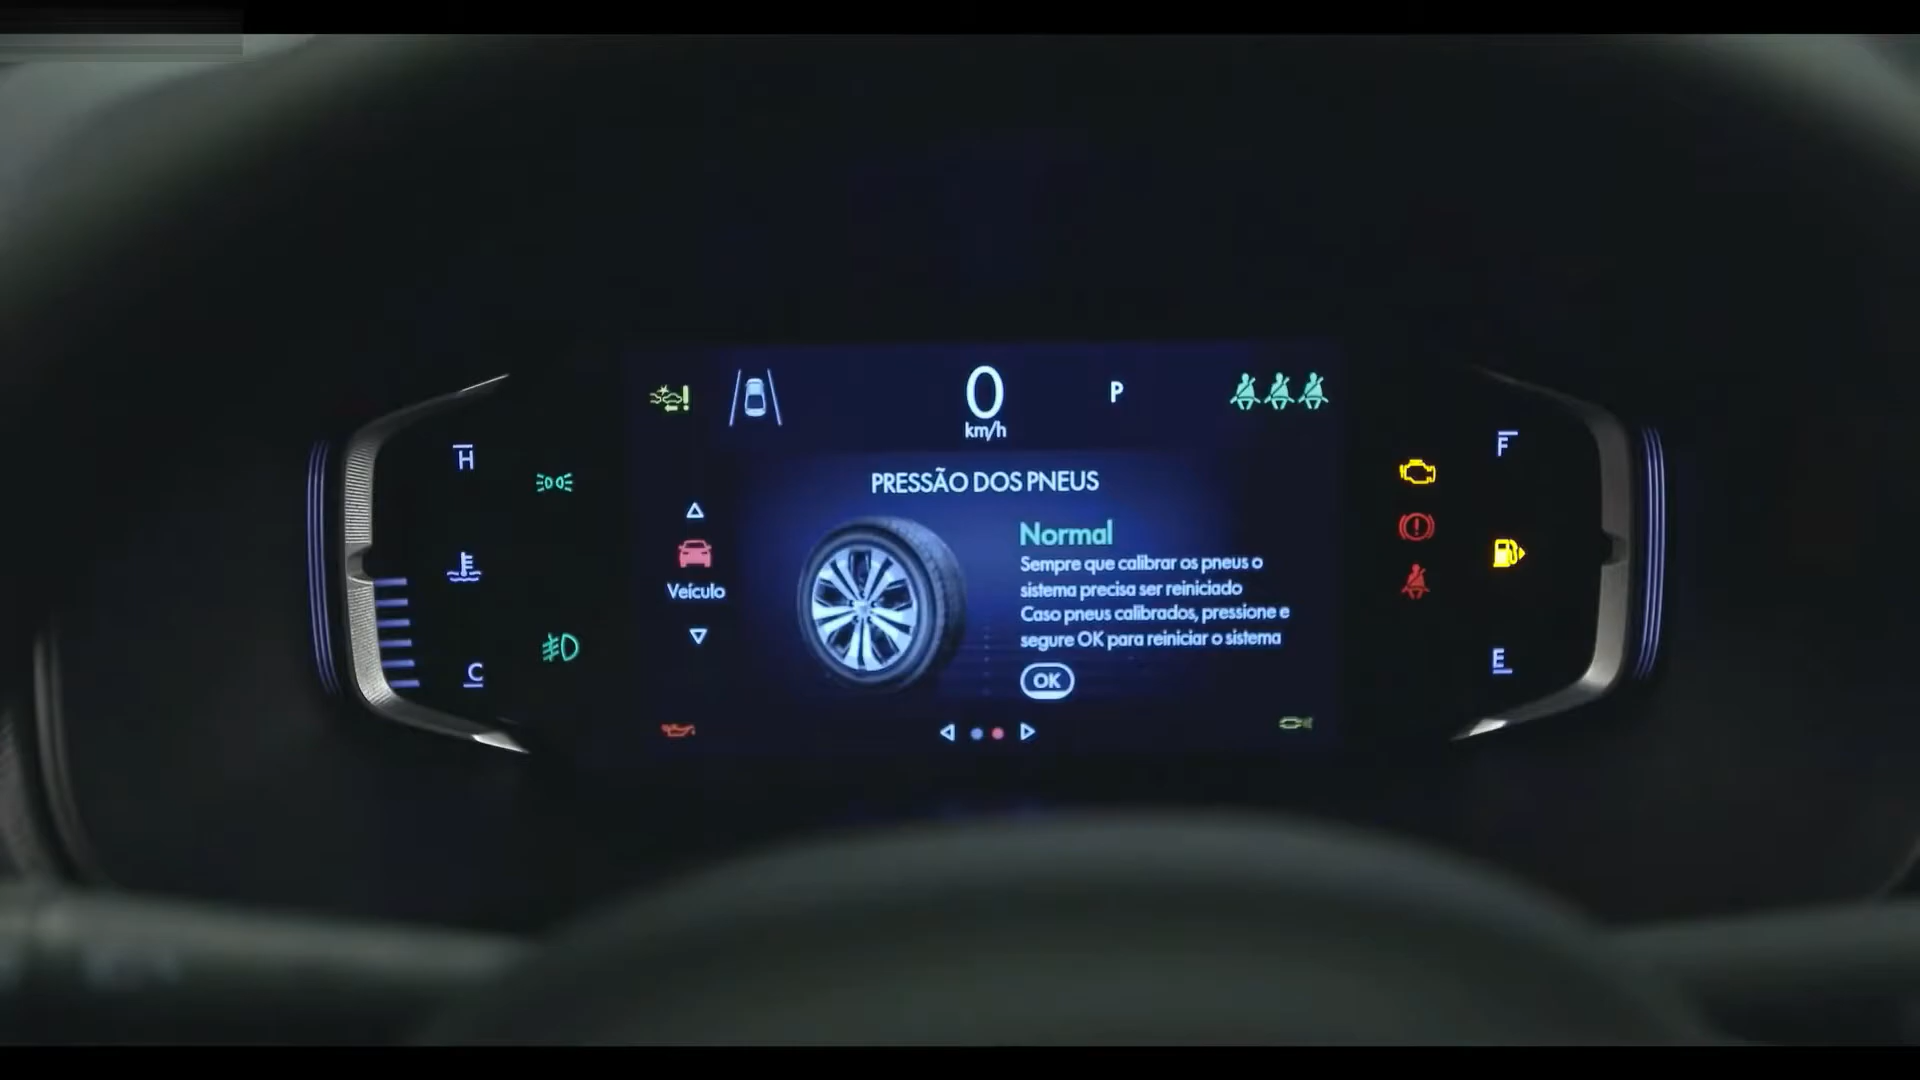 0
km/h
P
H
F
PRESSÃO DOS PNEUS
Normal
Sempre que calibrar os pneus o
sistema precisa ser reiniciado
Caso pneus calibrados, pressione e
segure OK para reiniciar o sistema
OK
Veículo
C
E